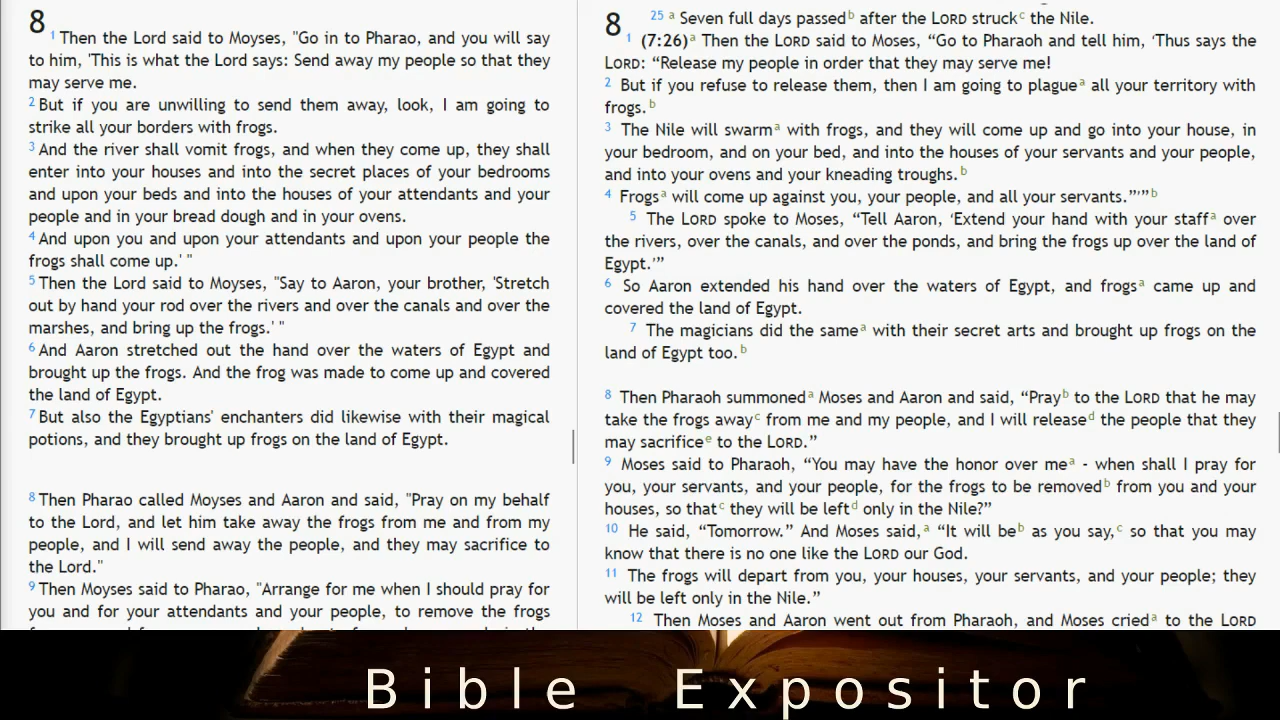 8
1 Then the Lord said to Moyses, "Go in to Pharao, and you will say
to him, 'This is what the Lord says: Send away my people so that they
may serve me.
2 But if you are unwilling to send them away, look, I am going to
strike all your borders with frogs.
3 And the river shall vomit frogs, and when they come up, they shall
enter into your houses and into the secret places of your bedrooms
and upon your beds and into the houses of your attendants and your
people and in your bread dough and in your ovens.
4 And upon you and upon your attendants and upon your people the
frogs shall come up.' "
5 Then the Lord said to Moyses, "Say to Aaron, your brother, 'Stretch
out by hand your rod over the rivers and over the canals and over the
marshes, and bring up the frogs.' "
6 And Aaron stretched out the hand over the waters of Egypt and
brought up the frogs. And the frog was made to come up and covered
the land of Egypt.
7 But also the Egyptians' enchanters did likewise with their magical
potions, and they brought up frogs on the land of Egypt.
8 Then Pharao called Moyses and Aaron and said, "Pray on my behalf
to the Lord, and let him take away the frogs from me and from my
people, and I will send away the people, and they may sacrifice to
the Lord."
9 Then Moyses said to Pharao, "Arrange for me when I should pray for
you and for your attendants and your people, to remove the frogs
25 a Seven full days passed b after the LORD struck c the Nile.
8
1 (7:26) a Then the LORD said to Moses, “Go to Pharaoh and tell him, ‘Thus says the
LORD: “Release my people in order that they may serve me!
2 But if you refuse to release them, then I am going to plague a all your territory with
frogs. b
3 The Nile will swarm a with frogs, and they will come up and go into your house, in
your bedroom, and on your bed, and into the houses of your servants and your people,
and into your ovens and your kneading troughs. b
4 Frogs a will come up against you, your people, and all your servants.”’” b
5 The LORD spoke to Moses, “Tell Aaron, ‘Extend your hand with your staff a over
the rivers, over the canals, and over the ponds, and bring the frogs up over the land of
Egypt.’”
6 So Aaron extended his hand over the waters of Egypt, and frogs a came up and
covered the land of Egypt.
7 The magicians did the same a with their secret arts and brought up frogs on the
land of Egypt too. b
8 Then Pharaoh summoned a Moses and Aaron and said, “Pray b to the LORD that he may
take the frogs away c from me and my people, and I will release d the people that they
may sacrifice e to the LORD.”
9 Moses said to Pharaoh, “You may have the honor over me a - when shall I pray for
you, your servants, and your people, for the frogs to be removed b from you and your
houses, so that c they will be left d only in the Nile?”
10 He said, “Tomorrow.” And Moses said, a “It will be b as you say, c so that you may
know that there is no one like the LORD our God.
11 The frogs will depart from you, your houses, your servants, and your people; they
will be left only in the Nile.”
12 Then Moses and Aaron went out from Pharaoh, and Moses cried a to the LORD
Bible Expositor